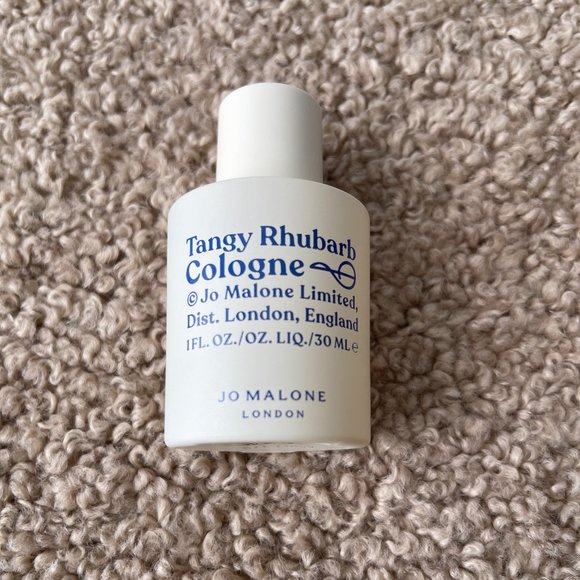 Tangy Rhubarb
Cologne
© Jo Malone Limited,
Dist. London, England
1 FL. OZ./OZ. LIQ./30 ML ℮
JO MALONE
LONDON